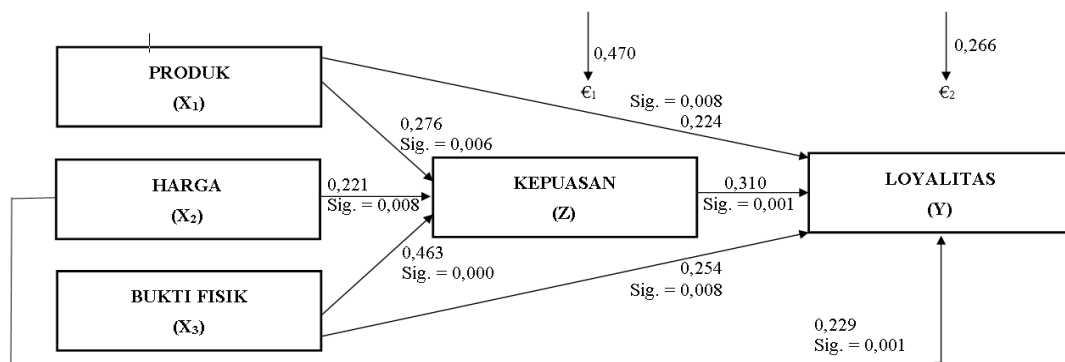 PRODUK
(X₁)
HARGA
(X₂)
BUKTI FISIK
(X₃)
0,276
Sig. = 0,006
0,221
Sig. = 0,008
0,463
Sig. = 0,000
KEPUASAN
(Z)
0,470
€₁
Sig. = 0,008
0,224
0,310
Sig. = 0,001
0,254
Sig. = 0,008
0,266
€₂
LOYALITAS
(Y)
0,229
Sig. = 0,001